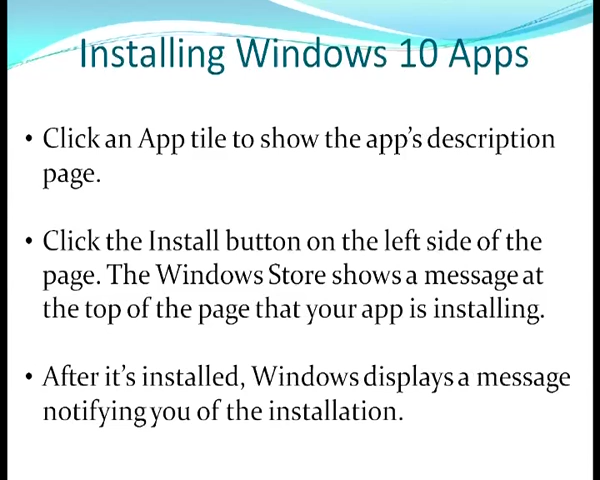 Installing Windows 10 Apps
• Click an App tile to show the app's description
page.
• Click the Install button on the left side of the
page. The Windows Store shows a message at
the top of the page that your app is installing.
• After it's installed, Windows displays a message
notifying you of the installation.